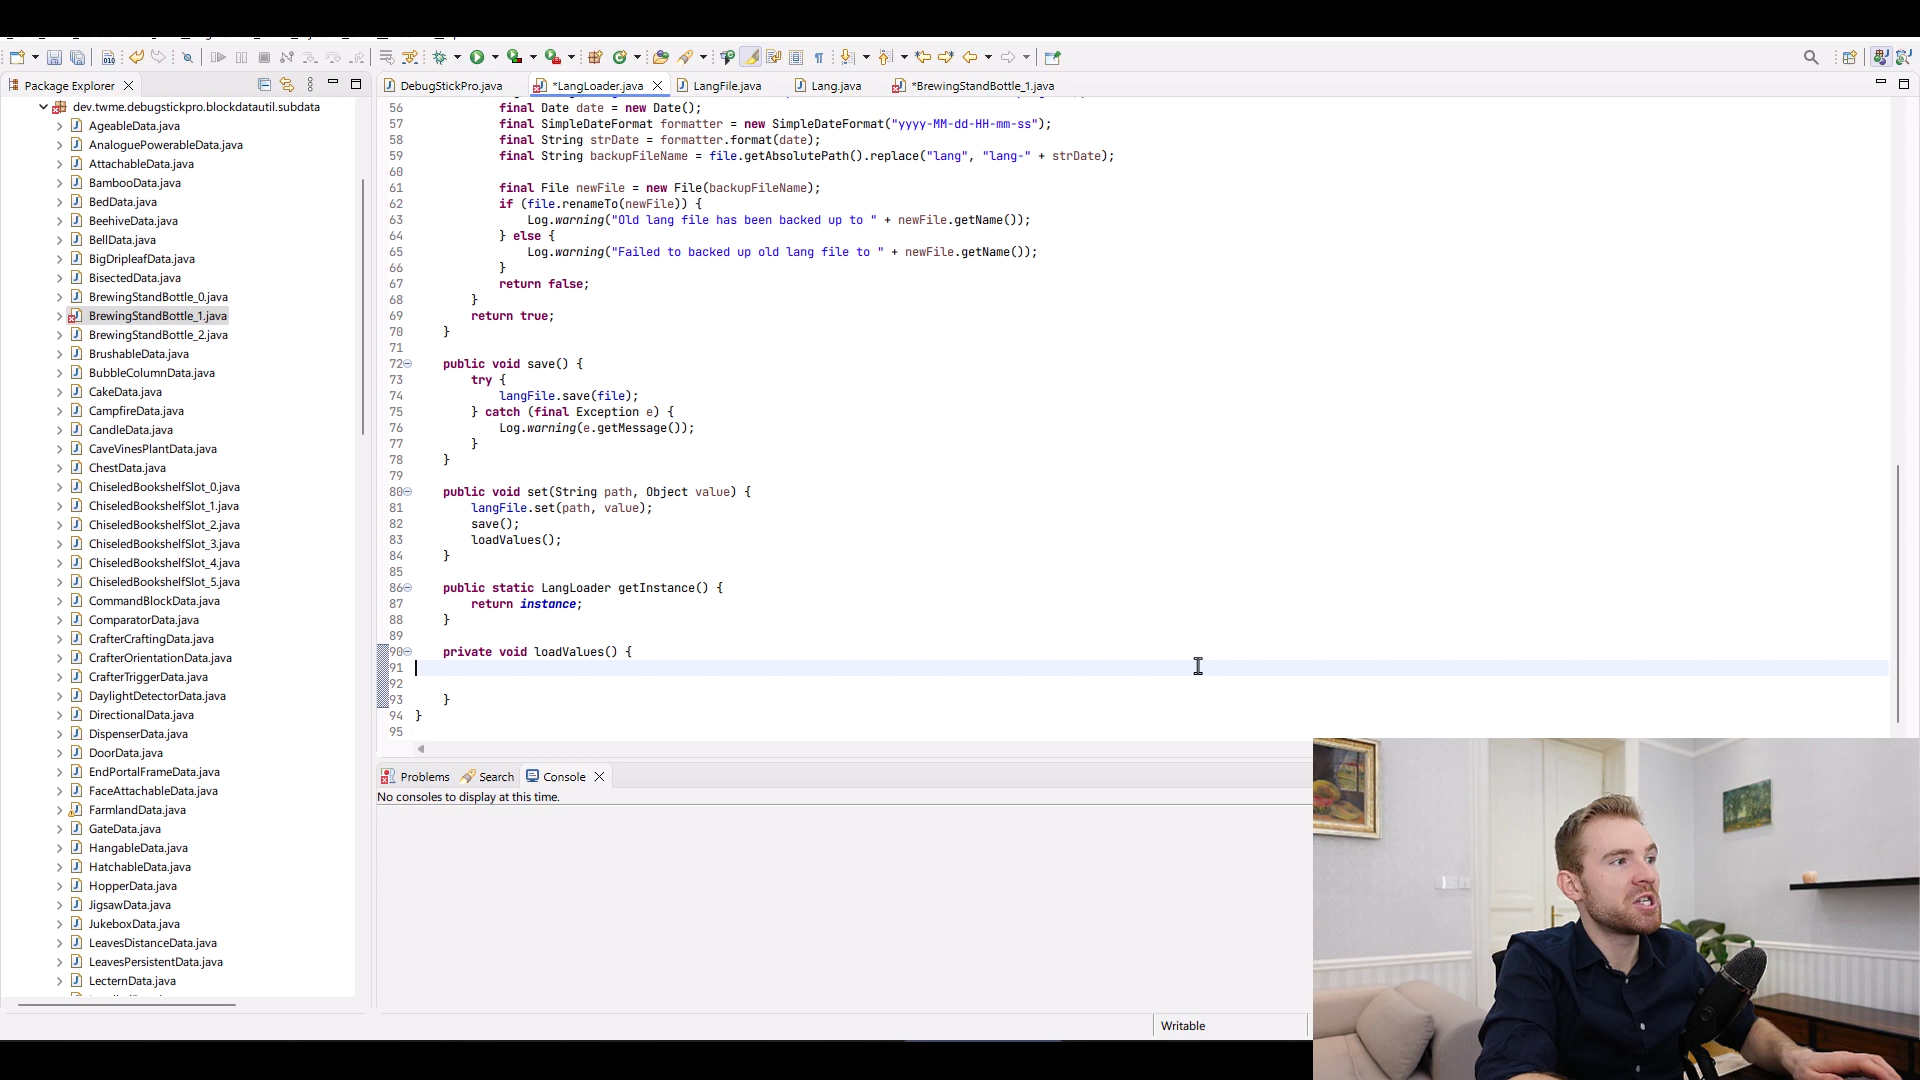 Package Explorer
DebugStickPro.java
*LangLoader.java
LangFile.java
Lang.java
*BrewingStandBottle_1.java
dev.twme.debugstickpro.blockdatautil.subdata
AgeableData.java
AnaloguePowerableData.java
AttachableData.java
BambooData.java
BedData.java
BeehiveData.java
BellData.java
BigDripleafData.java
BisectedData.java
BrewingStandBottle_0.java
BrewingStandBottle_1.java
BrewingStandBottle_2.java
BrushableData.java
BubbleColumnData.java
CakeData.java
CampfireData.java
CandleData.java
CaveVinesPlantData.java
ChestData.java
ChiseledBookshelfSlot_0.java
ChiseledBookshelfSlot_1.java
ChiseledBookshelfSlot_2.java
ChiseledBookshelfSlot_3.java
ChiseledBookshelfSlot_4.java
ChiseledBookshelfSlot_5.java
CommandBlockData.java
ComparatorData.java
CrafterCraftingData.java
CrafterOrientationData.java
CrafterTriggerData.java
DaylightDetectorData.java
DirectionalData.java
DispenserData.java
DoorData.java
EndPortalFrameData.java
FaceAttachableData.java
FarmlandData.java
GateData.java
HangableData.java
HatchableData.java
HopperData.java
JigsawData.java
JukeboxData.java
LeavesDistanceData.java
LeavesPersistentData.java
LecternData.java
56 final Date date = new Date();
57 final SimpleDateFormat formatter = new SimpleDateFormat("yyyy-MM-dd-HH-mm-ss");
58 final String strDate = formatter.format(date);
59 final String backupFileName = file.getAbsolutePath().replace("lang", "lang-" + strDate);
60
61 final File newFile = new File(backupFileName);
62 if (file.renameTo(newFile)) {
63 Log.warning("Old lang file has been backed up to " + newFile.getName());
64 } else {
65 Log.warning("Failed to backed up old lang file to " + newFile.getName());
66 }
67 return false;
68 }
69 return true;
70 }
71
72 public void save() {
73 try {
74 langFile.save(file);
75 } catch (final Exception e) {
76 Log.warning(e.getMessage());
77 }
78 }
79
80 public void set(String path, Object value) {
81 langFile.set(path, value);
82 save();
83 loadValues();
84 }
85
86 public static LangLoader getInstance() {
87 return instance;
88 }
89
90 private void loadValues() {
91
92
93 }
94 }
95
Problems
Search
Console
No consoles to display at this time.
Writable